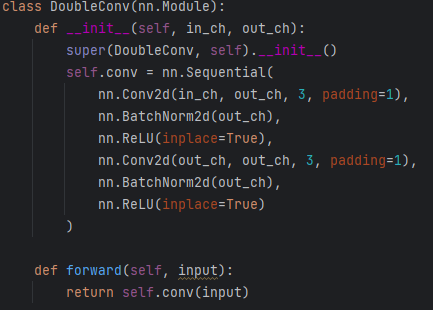 class DoubleConv(nn.Module):
    def __init__(self, in_ch, out_ch):
        super(DoubleConv, self).__init__()
        self.conv = nn.Sequential(
            nn.Conv2d(in_ch, out_ch, 3, padding=1),
            nn.BatchNorm2d(out_ch),
            nn.ReLU(inplace=True),
            nn.Conv2d(out_ch, out_ch, 3, padding=1),
            nn.BatchNorm2d(out_ch),
            nn.ReLU(inplace=True)
        )
    def forward(self, input):
        return self.conv(input)